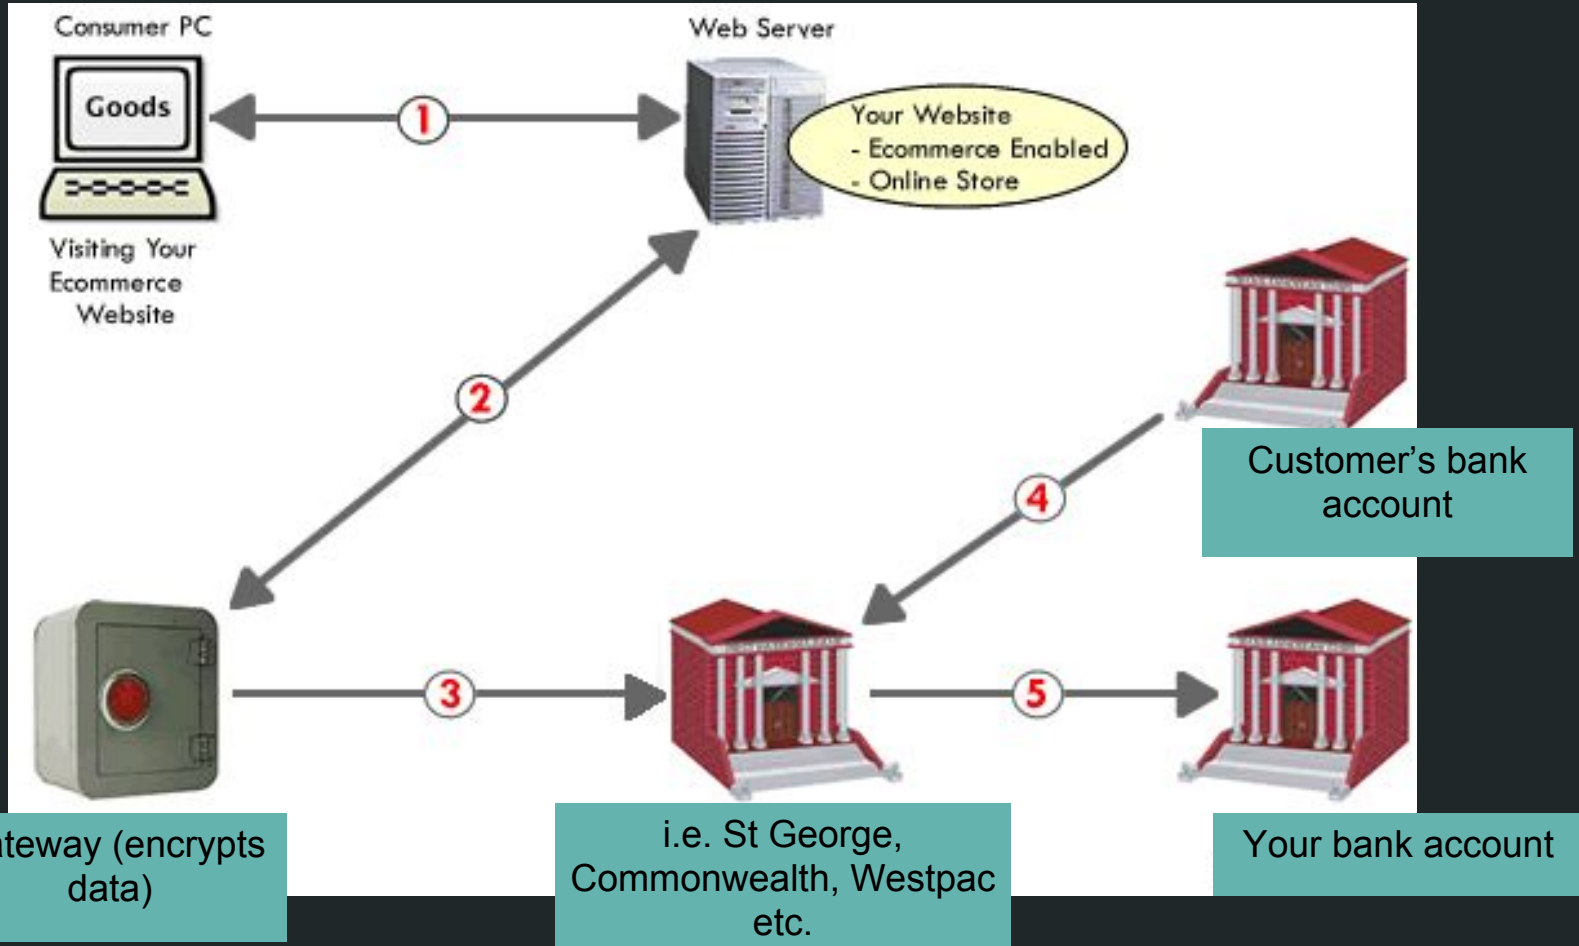 Consumer PC
Web Server
Goods
1
Your Website
- Ecommerce Enabled
- Online Store
Visiting Your
Ecommerce
Website
2
4
Customer’s bank
account
3
5
(encrypts
data)
i.e. St George,
Commonwealth, Westpac
etc.
Your bank account